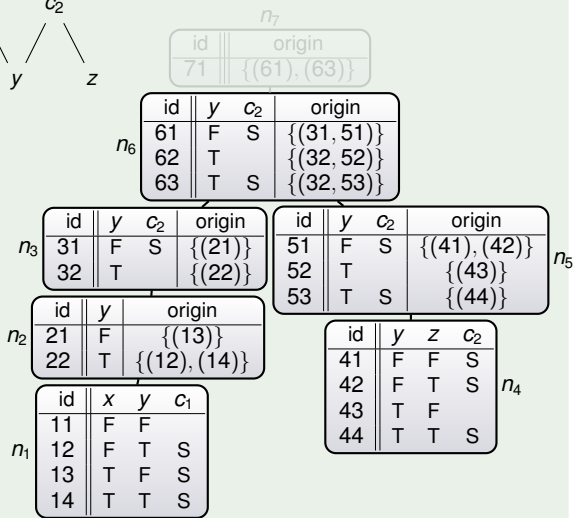 c₂
y z
n₇
id origin
71 {(61), (63)}
n₆
id y c₂ origin
61 F S {(31, 51)}
62 T {(32, 52)}
63 T S {(32, 53)}
n₃
id y c₂ origin
31 F S {(21)}
32 T {(22)}
n₅
id y c₂ origin
51 F S {(41), (42)}
52 T {(43)}
53 T S {(44)}
n₂
id y origin
21 F {(13)}
22 T {(12), (14)}
n₄
id y z c₂
41 F F S
42 F T S
43 T F
44 T T S
n₁
id x y c₁
11 F F
12 F T S
13 T F S
14 T T S